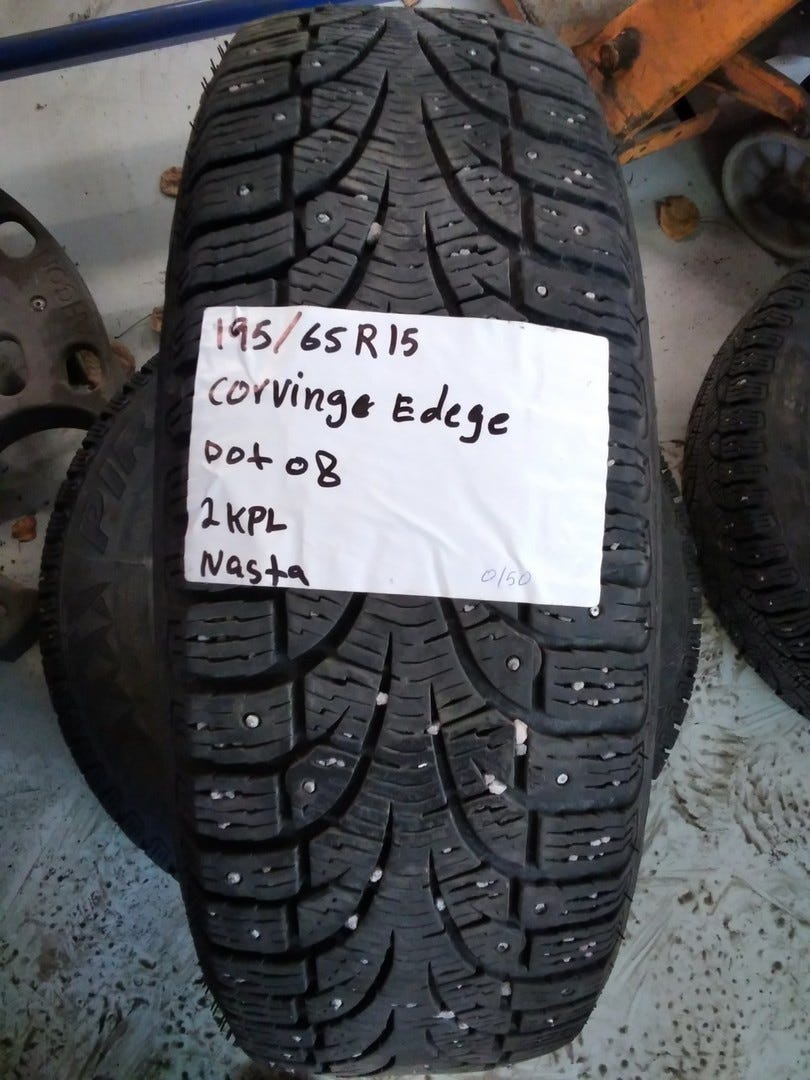 195/65R15
Corvinge Edege
DOT 08
2KPL
Nasta
0/50